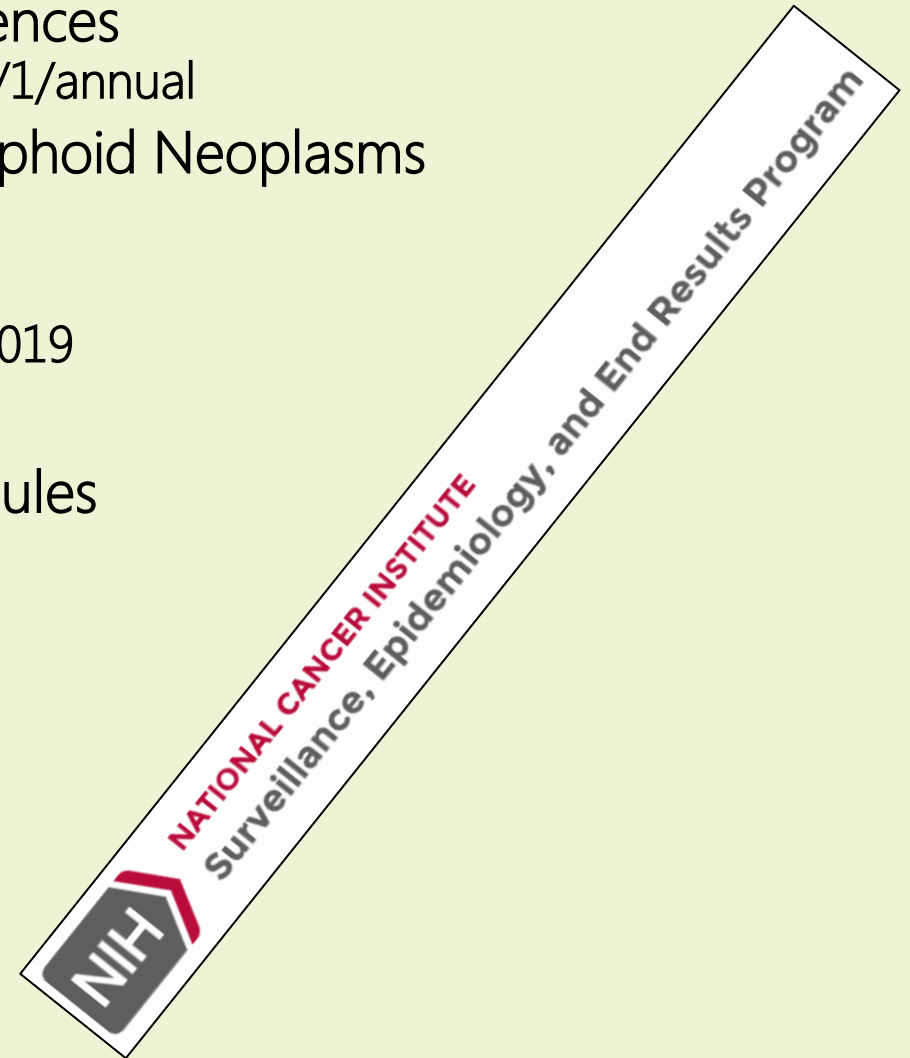 ences
/1/annual
phoid Neoplasms
019
ules
NATIONAL CANCER INSTITUTE
Surveillance, Epidemiology, and End Results Program
NIH